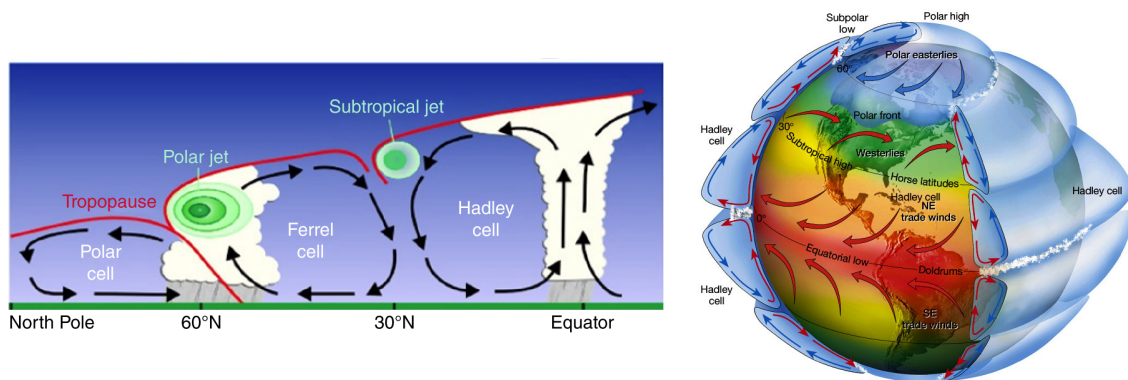 Subtropical jet
Polar jet
Tropopause
Polar
cell
Ferrel
cell
Hadley
cell
North Pole
60°N
30°N
Equator
Subpolar
low
Polar high
Polar easterlies
60°
Hadley
cell
30°
Polar front
Subtropical high
Westerlies
Horse latitudes
Hadley cell
Hadley cell
NE
trade winds
0°
Equatorial low
Doldrums
Hadley
cell
SE
trade winds